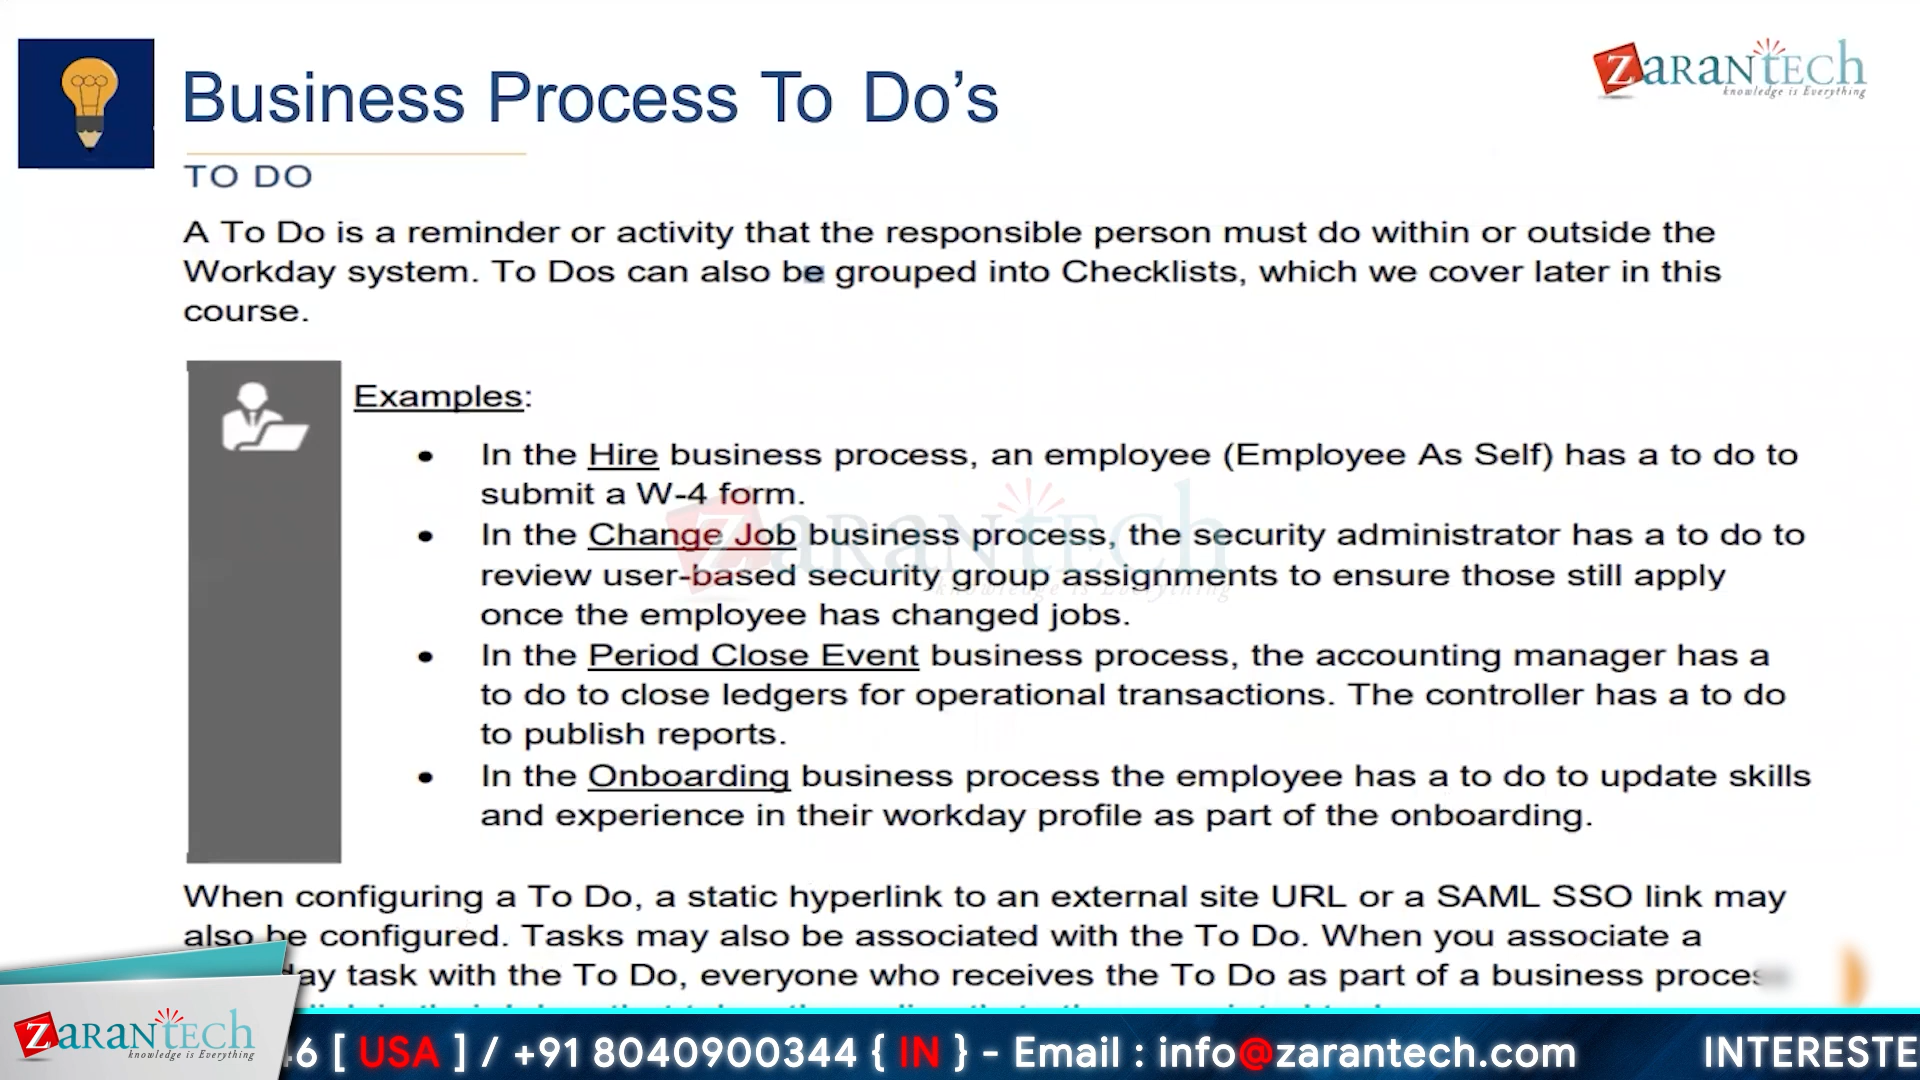 Business Process To Do's
ZaranTech
knowledge is Everything
TO DO
A To Do is a reminder or activity that the responsible person must do within or outside the
Workday system. To Dos can also be grouped into Checklists, which we cover later in this
course.
Examples:
• In the Hire business process, an employee (Employee As Self) has a to do to
submit a W-4 form.
• In the Change Job business process, the security administrator has a to do to
review user-based security group assignments to ensure those still apply
once the employee has changed jobs.
• In the Period Close Event business process, the accounting manager has a
to do to close ledgers for operational transactions. The controller has a to do
to publish reports.
• In the Onboarding business process the employee has a to do to update skills
and experience in their workday profile as part of the onboarding.
ZaranTech
knowledge is Everything
When configuring a To Do, a static hyperlink to an external site URL or a SAML SSO link may
also be configured. Tasks may also be associated with the To Do. When you associate a
day task with the To Do, everyone who receives the To Do as part of a business proces
ZaranTech
knowledge is Everything
46 [ USA ] / +91 8040900344 { IN } - Email : info@zarantech.com INTERESTE